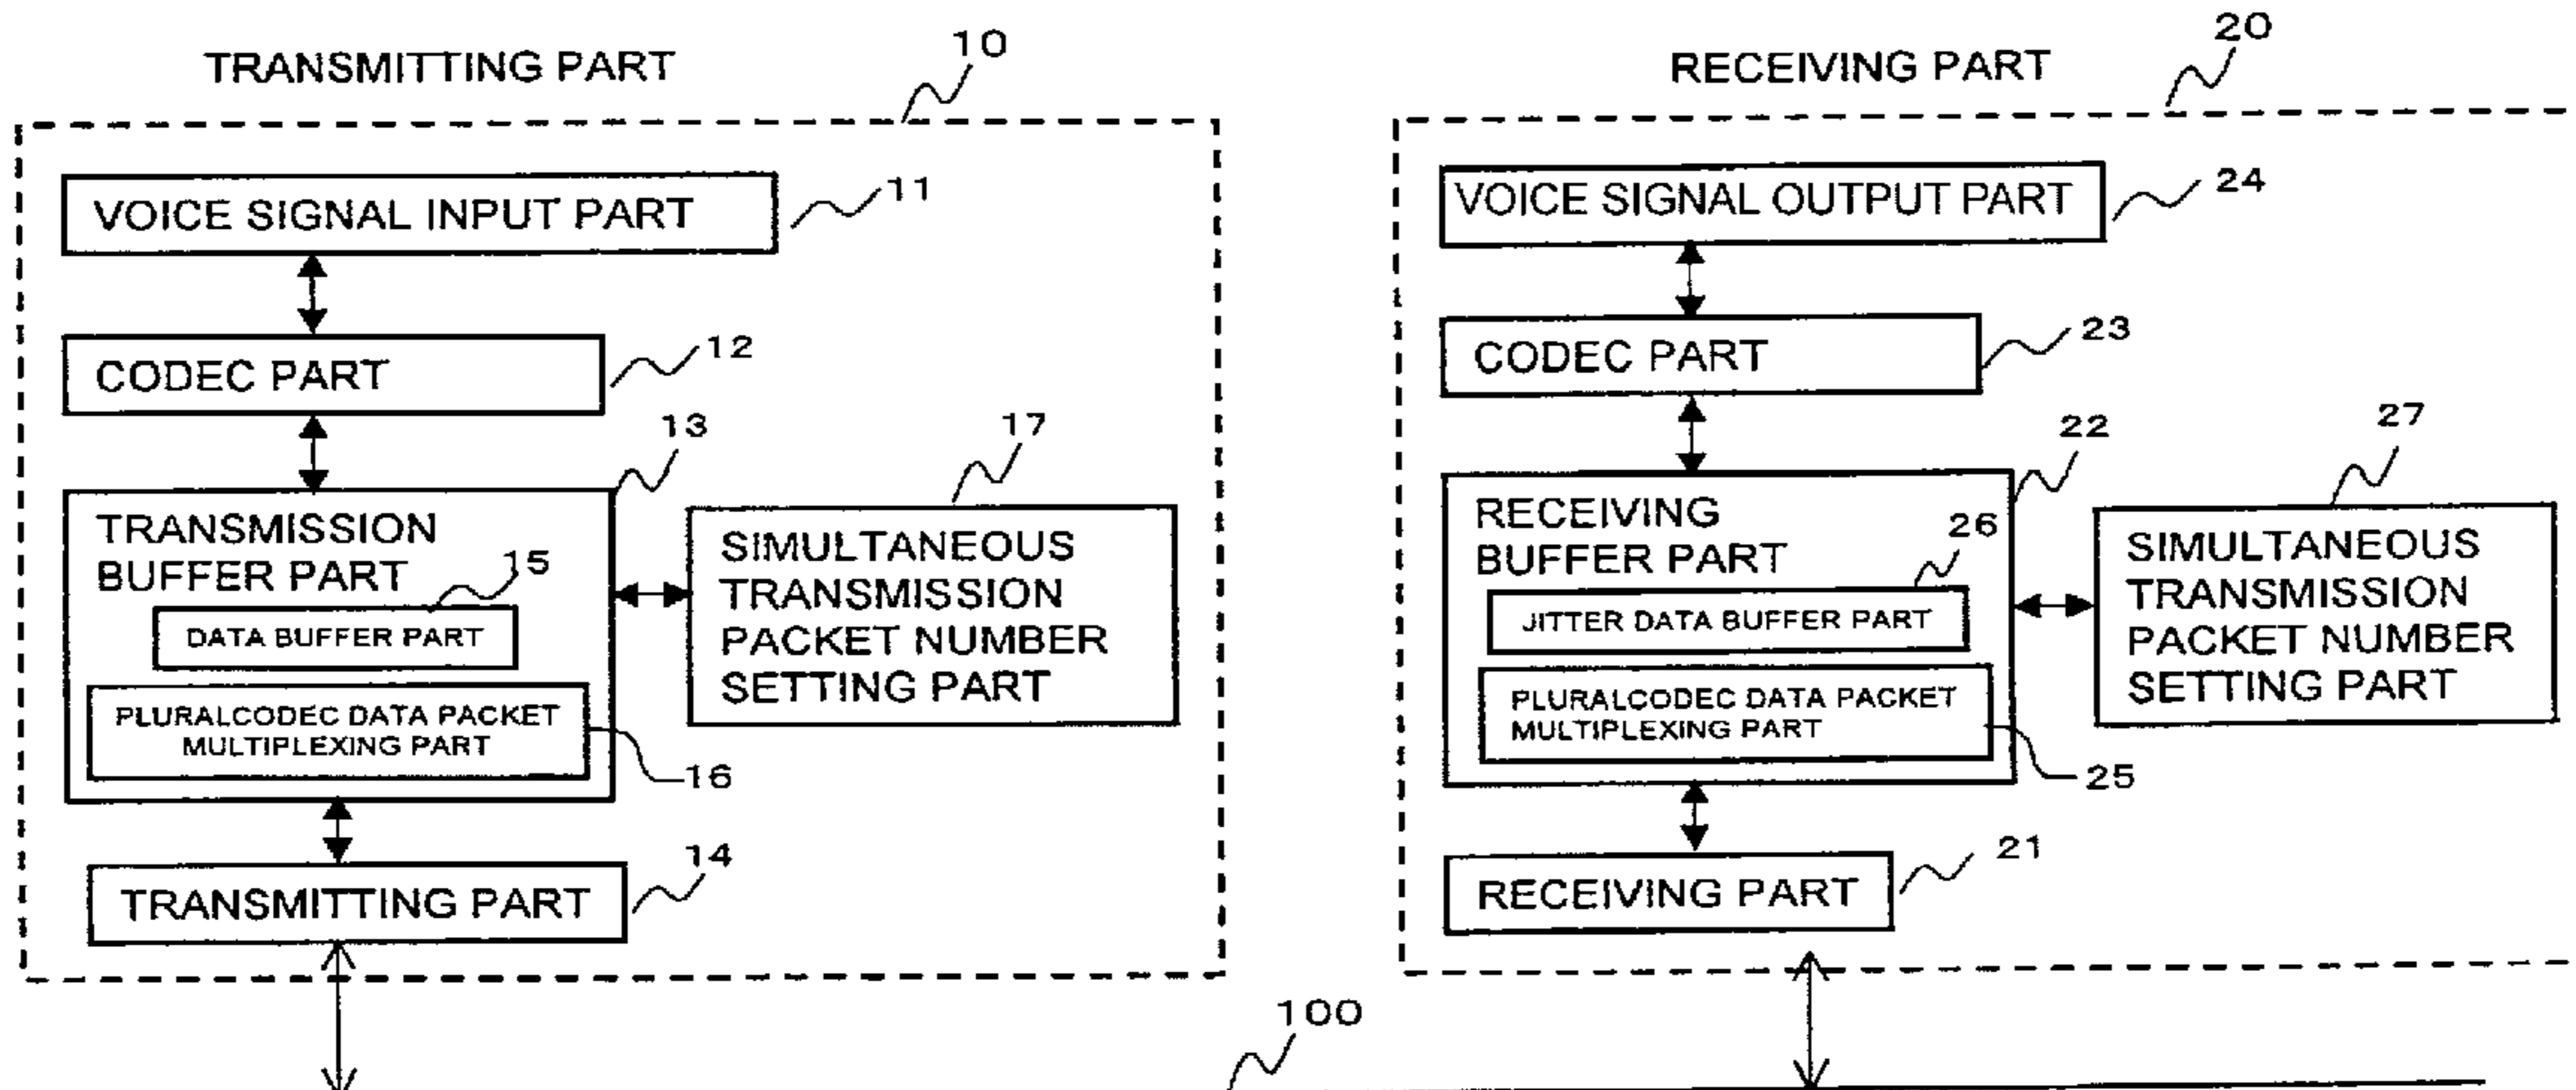 TRANSMITTING PART
10
VOICE SIGNAL INPUT PART
11
CODEC PART
12
13
TRANSMISSION
BUFFER PART
15
DATA BUFFER PART
PLURALCODEC DATA PACKET
MULTIPLEXING PART
16
17
SIMULTANEOUS
TRANSMISSION
PACKET NUMBER
SETTING PART
TRANSMITTING PART
14
RECEIVING PART
20
VOICE SIGNAL OUTPUT PART
24
CODEC PART
23
22
RECEIVING
BUFFER PART
26
JITTER DATA BUFFER PART
PLURALCODEC DATA PACKET
MULTIPLEXING PART
25
27
SIMULTANEOUS
TRANSMISSION
PACKET NUMBER
SETTING PART
RECEIVING PART
21
100